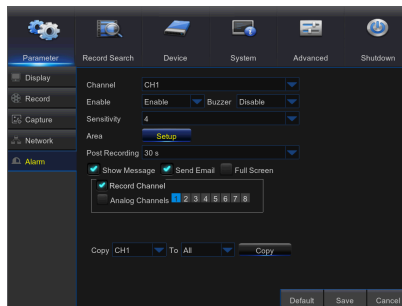 Parameter Record Search Device System Advanced Shutdown
Display
Record
Capture
Network
Alarm
Channel CH1
Enable Enable Buzzer Disable
Sensitivity 4
Area Setup
Post Recording 30 s
Show Message Send Email Full Screen
Record Channel
Analog Channels 1 2 3 4 5 6 7 8
Copy CH1 To All Copy
Default Save Cancel